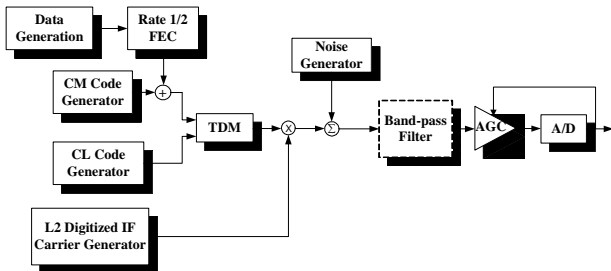 Data
Generation
Rate 1/2
FEC
Noise
Generator
CM Code
Generator
+
TDM
X
Σ
Band-pass
Filter
AGC
A/D
CL Code
Generator
L2 Digitized IF
Carrier Generator